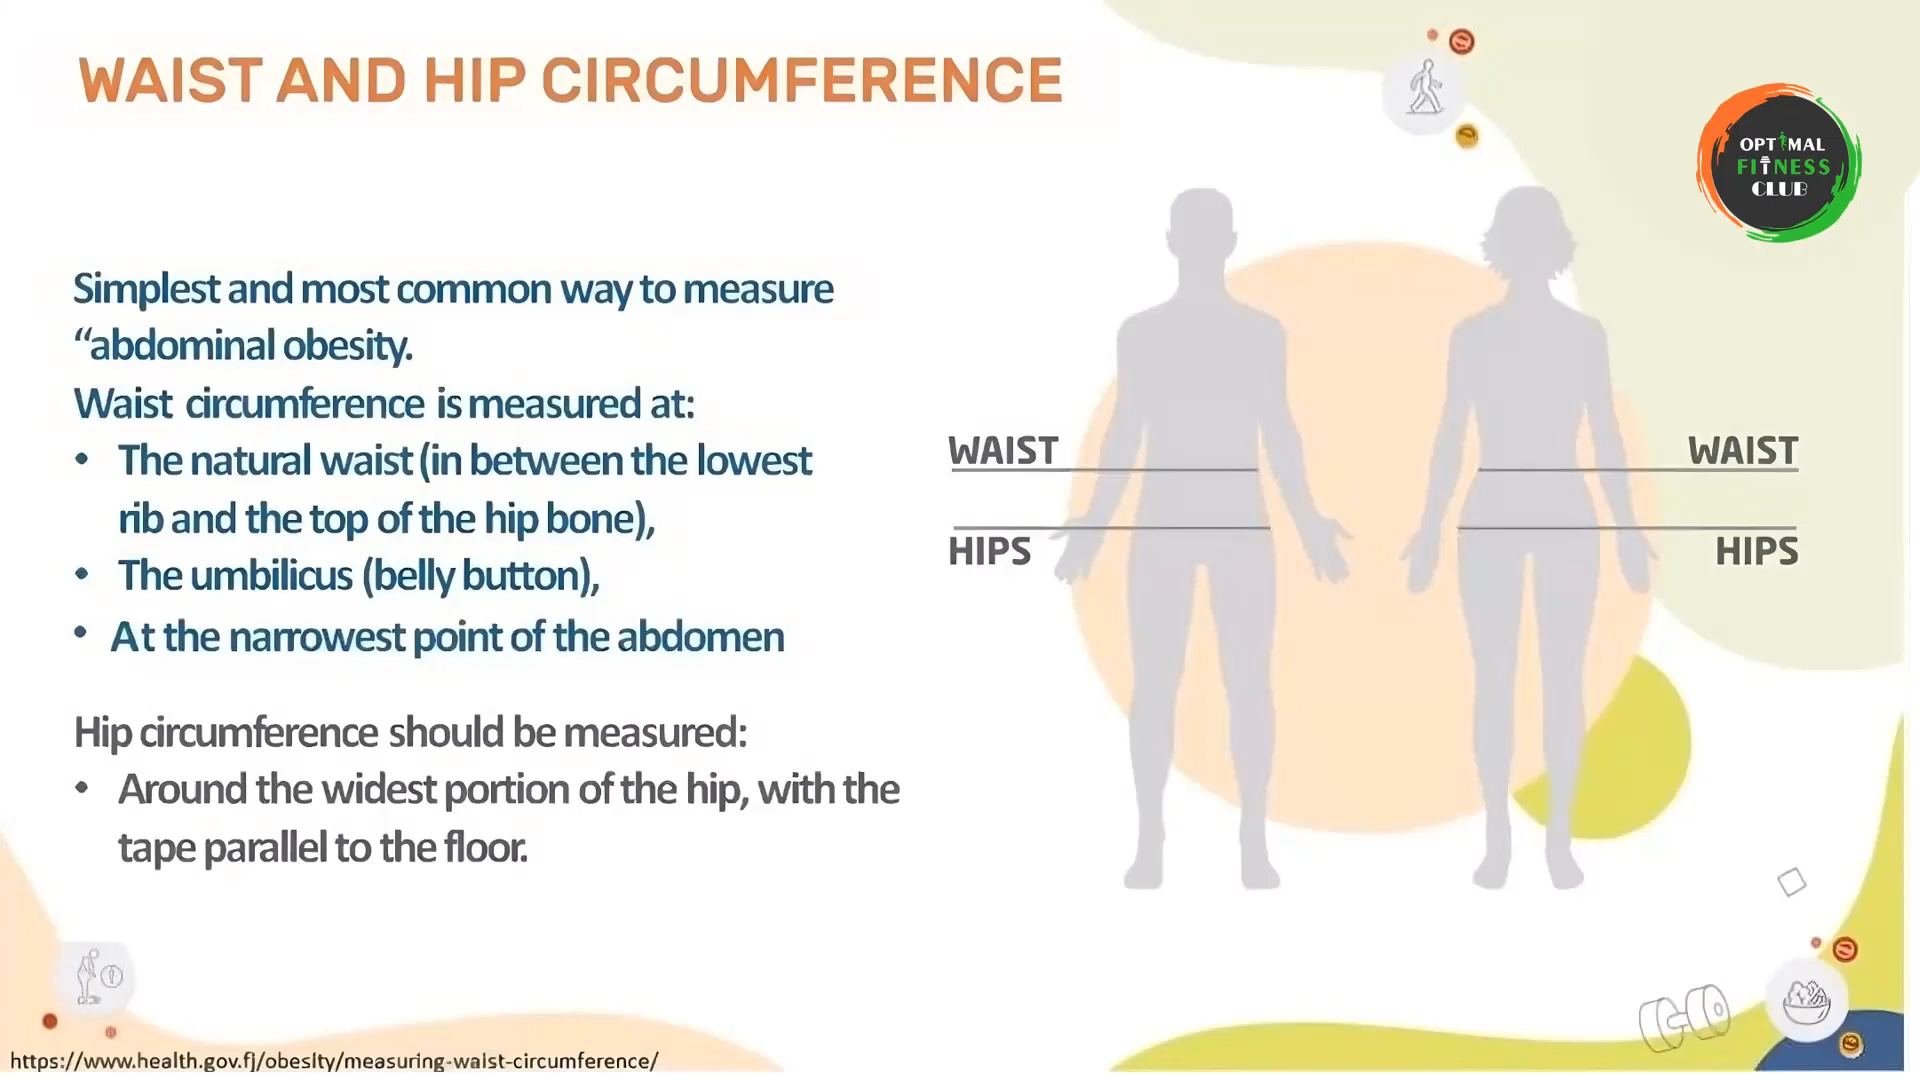 WAIST AND HIP CIRCUMFERENCE
OPTIMAL
FITNESS
CLUB
Simplest and most common way to measure
“abdominal obesity.
Waist circumference is measured at:
• The natural waist (in between the lowest
rib and the top of the hip bone),
• The umbilicus (belly button),
• At the narrowest point of the abdomen
Hip circumference should be measured:
• Around the widest portion of the hip, with the
tape parallel to the floor.
WAIST
HIPS
WAIST
HIPS
https://www.health.gov.fj/obesity/measuring-waist-circumference/